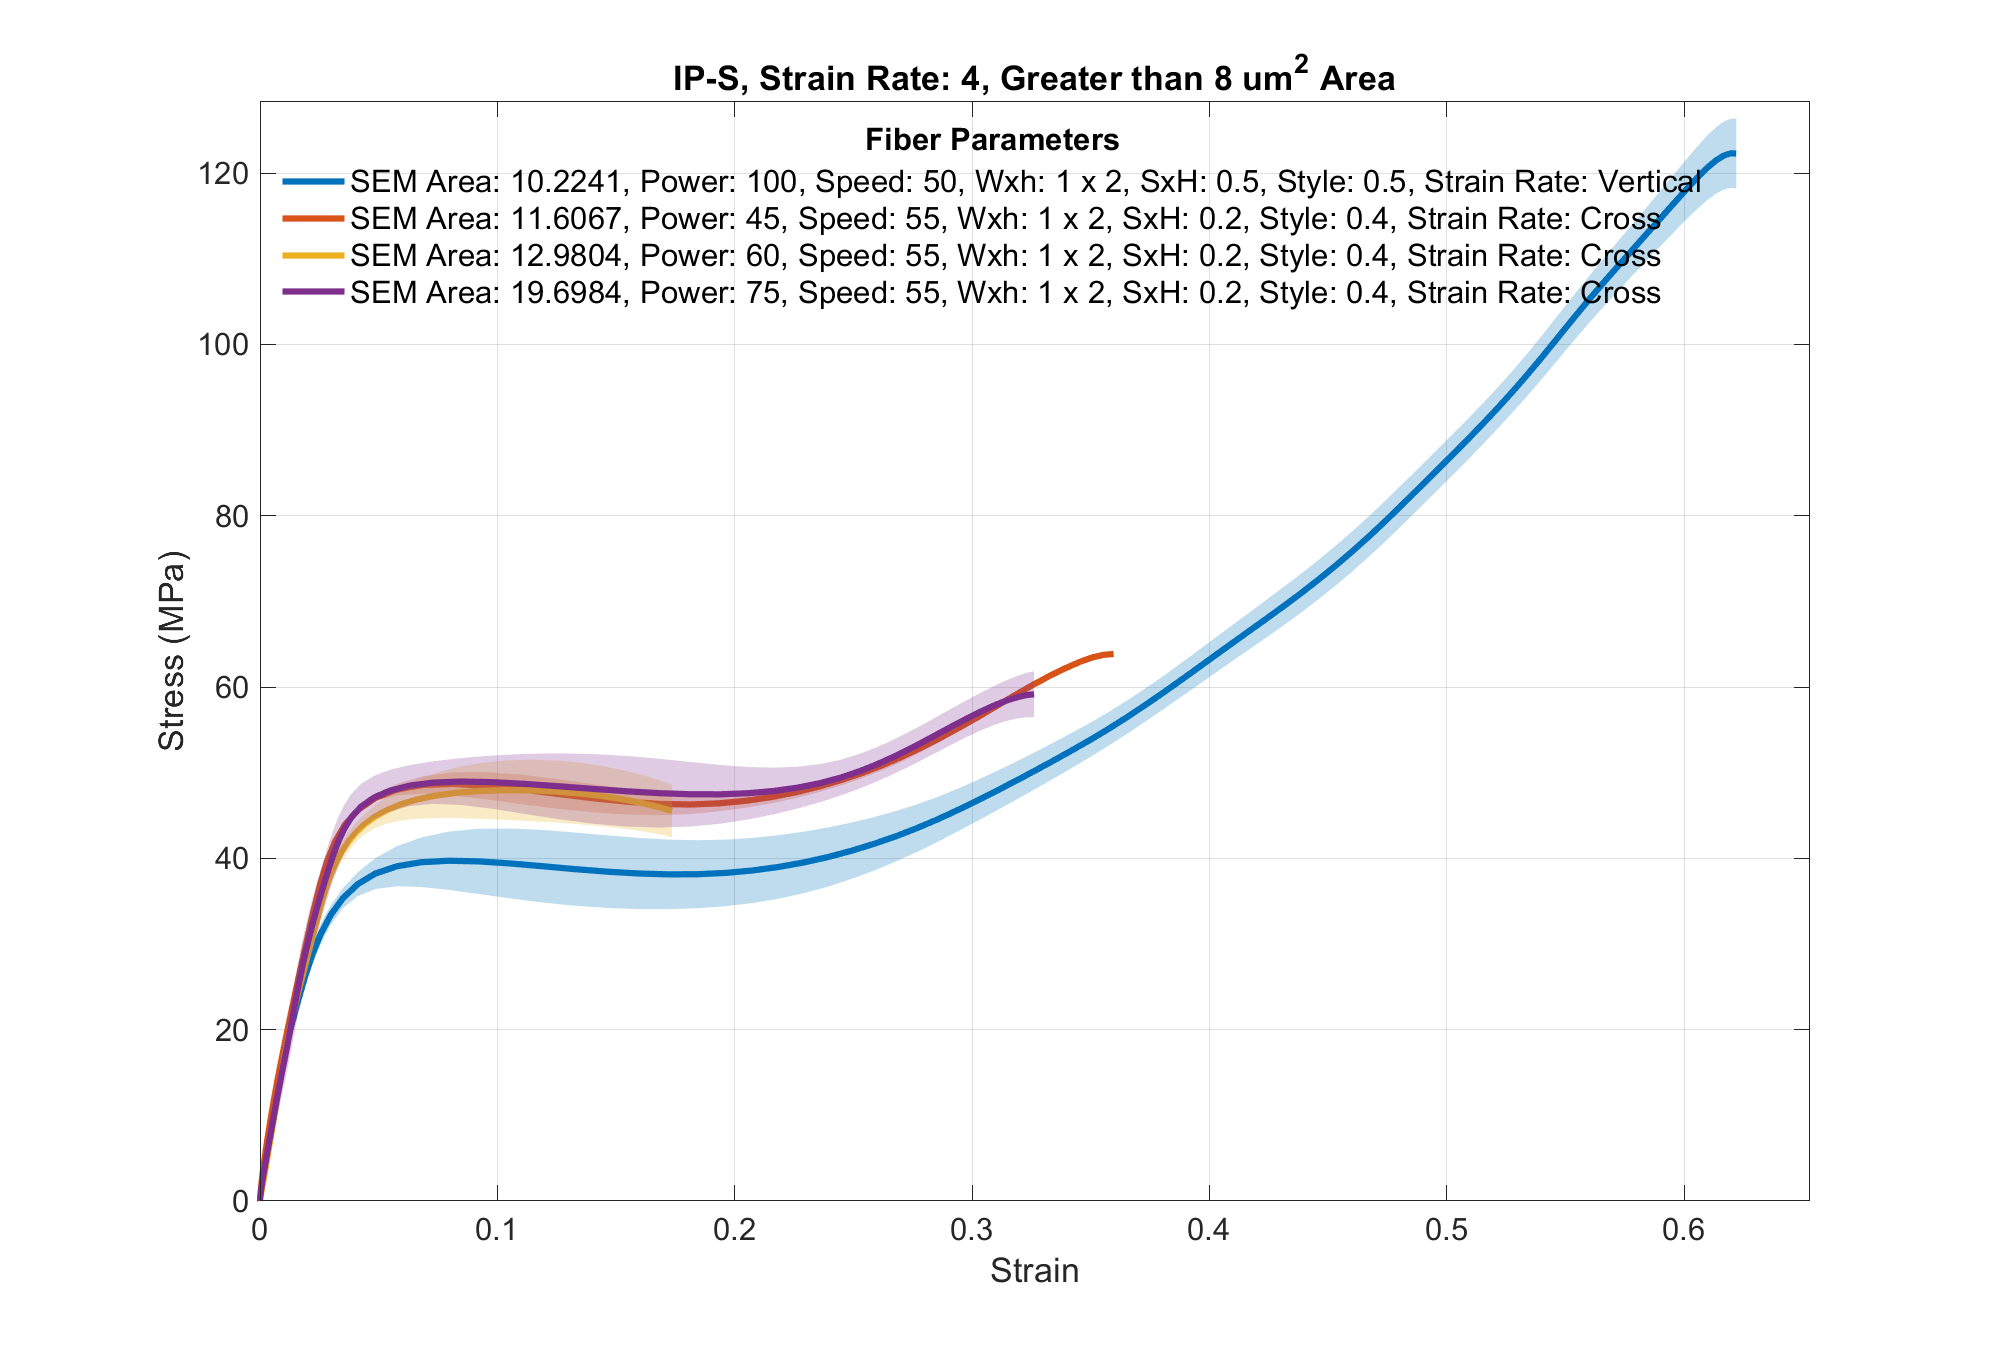 IP-S, Strain Rate: 4, Greater than 8 um² Area
Fiber Parameters
SEM Area: 10.2241, Power: 100, Speed: 50, Wxh: 1 x 2, SxH: 0.5, Style: 0.5, Strain Rate: Vertical
SEM Area: 11.6067, Power: 45, Speed: 55, Wxh: 1 x 2, SxH: 0.2, Style: 0.4, Strain Rate: Cross
SEM Area: 12.9804, Power: 60, Speed: 55, Wxh: 1 x 2, SxH: 0.2, Style: 0.4, Strain Rate: Cross
SEM Area: 19.6984, Power: 75, Speed: 55, Wxh: 1 x 2, SxH: 0.2, Style: 0.4, Strain Rate: Cross
120
100
80
60
40
20
0
Stress (MPa)
0 0.1 0.2 0.3 0.4 0.5 0.6
Strain